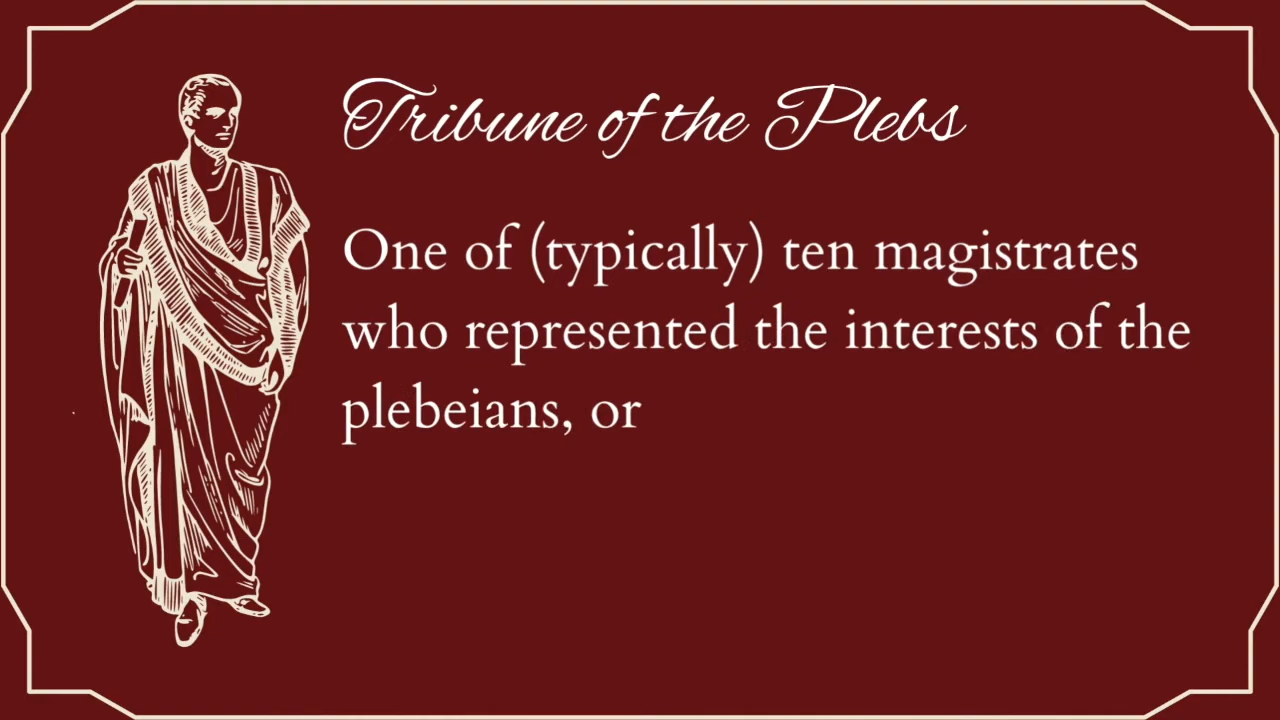 Tribune of the Plebs
One of (typically) ten magistrates
who represented the interests of the
plebeians, or